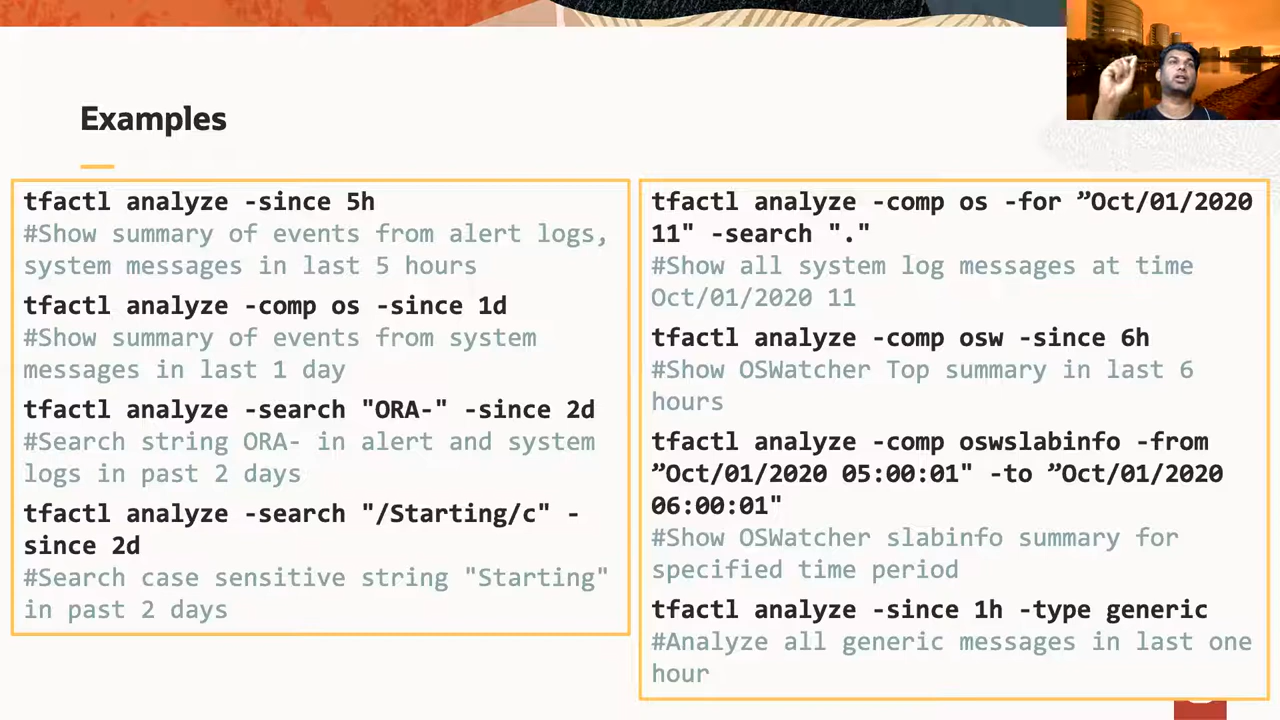 Examples
tfactl analyze -since 5h
#Show summary of events from alert logs,
system messages in last 5 hours
tfactl analyze -comp os -since 1d
#Show summary of events from system
messages in last 1 day
tfactl analyze -search "ORA-" -since 2d
#Search string ORA- in alert and system
logs in past 2 days
tfactl analyze -search "/Starting/c" -
since 2d
#Search case sensitive string "Starting"
in past 2 days
tfactl analyze -comp os -for ”Oct/01/2020
11" -search "."
#Show all system log messages at time
Oct/01/2020 11
tfactl analyze -comp osw -since 6h
#Show OSWatcher Top summary in last 6
hours
tfactl analyze -comp oswslabinfo -from
”Oct/01/2020 05:00:01" -to ”Oct/01/2020
06:00:01"
#Show OSWatcher slabinfo summary for
specified time period
tfactl analyze -since 1h -type generic
#Analyze all generic messages in last one
hour